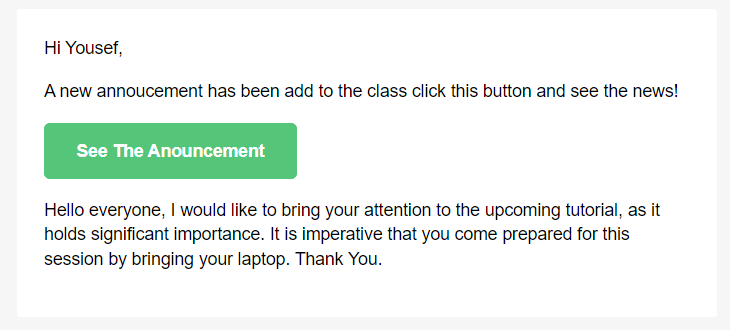 Hi Yousef,
A new annoucement has been add to the class click this button and see the news!
See The Anouncement
Hello everyone, I would like to bring your attention to the upcoming tutorial, as it
holds significant importance. It is imperative that you come prepared for this
session by bringing your laptop. Thank You.